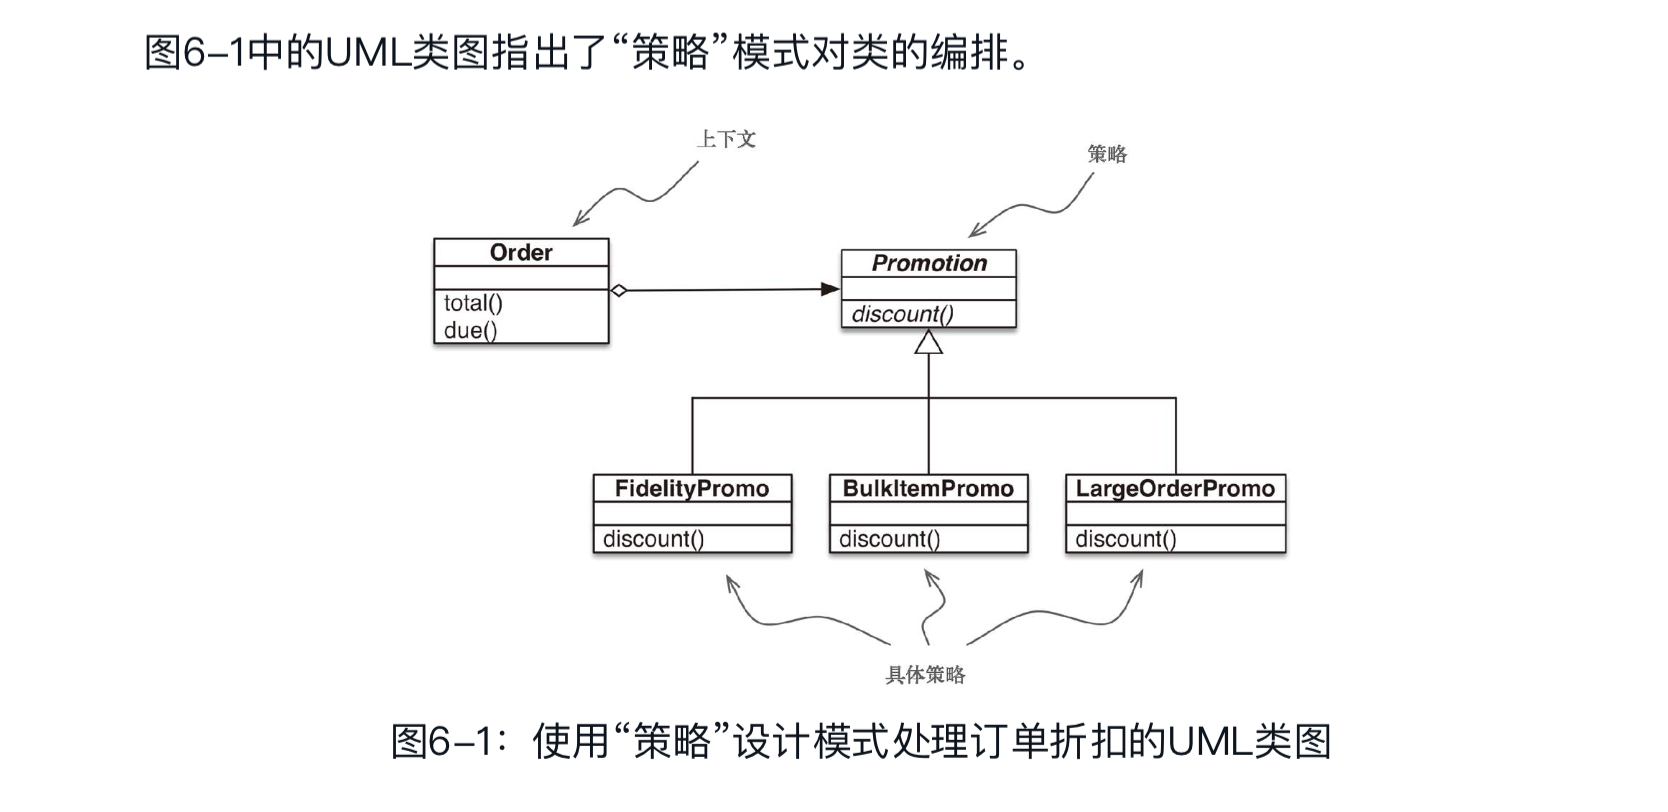 图6–1中的UML类图指出了“策略”模式对类的编排。
上下文
策略
Order
total()
due()
Promotion
discount()
FidelityPromo
discount()
BulkItemPromo
discount()
LargeOrderPromo
discount()
具体策略
图6–1：使用“策略”设计模式处理订单折扣的UML类图